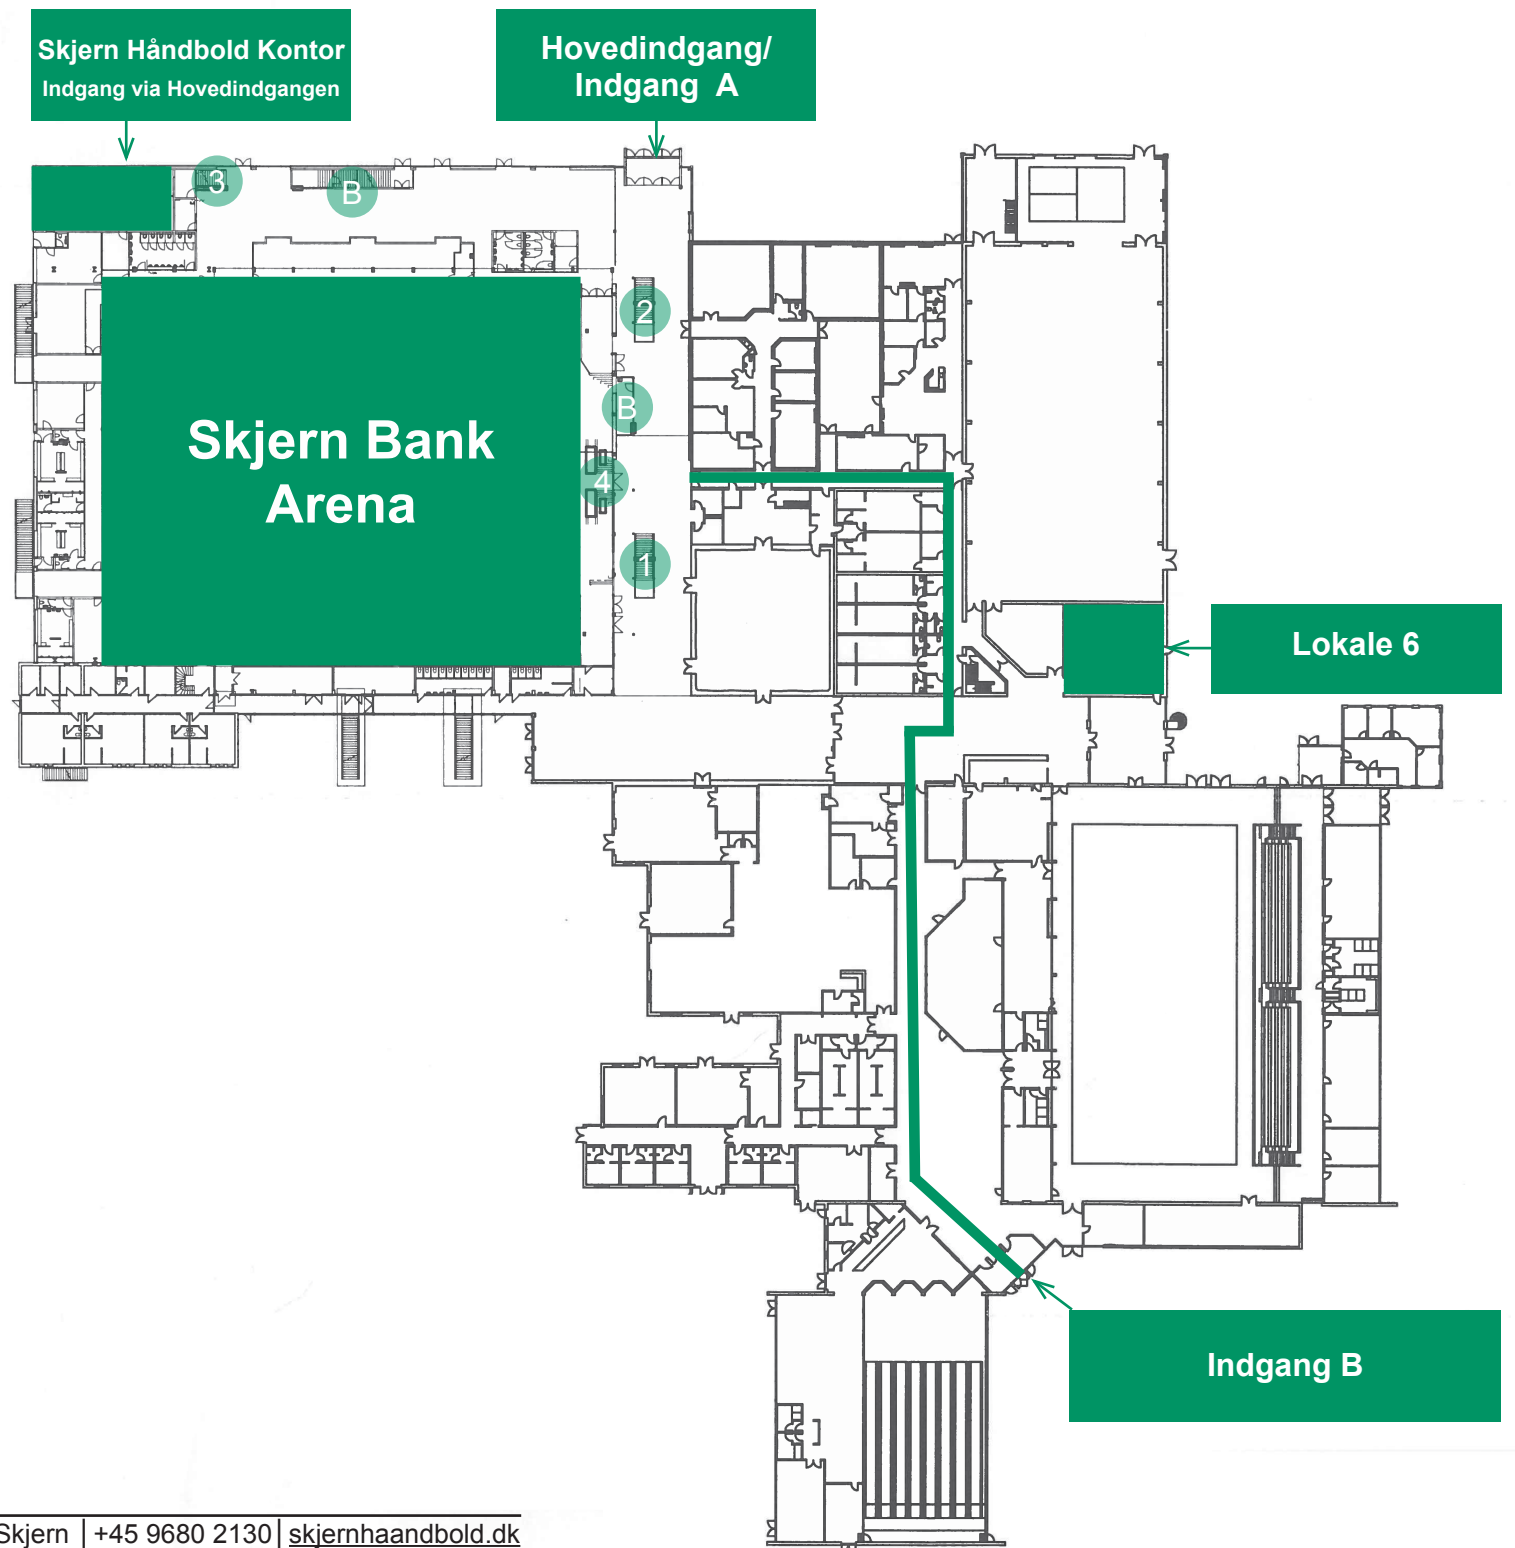 Skjern Håndbold Kontor
Indgang via Hovedindgangen
Hovedindgang/
Indgang A
3
B
2
B
4
1
Skjern Bank
Arena
Lokale 6
Indgang B
Skjern | +45 9680 2130 | skjernhaandbold.dk